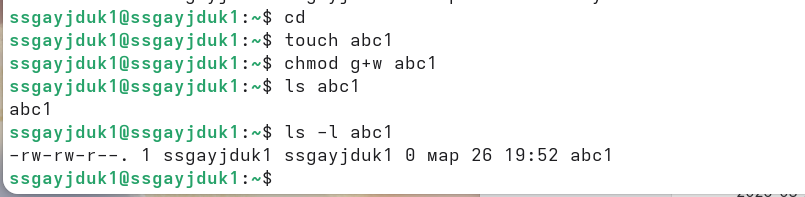 ssgayjduk1@ssgayjduk1:~$ cd
ssgayjduk1@ssgayjduk1:~$ touch abc1
ssgayjduk1@ssgayjduk1:~$ chmod g+w abc1
ssgayjduk1@ssgayjduk1:~$ ls abc1
abc1
ssgayjduk1@ssgayjduk1:~$ ls -l abc1
-rw-rw-r--. 1 ssgayjduk1 ssgayjduk1 0 мар 26 19:52 abc1
ssgayjduk1@ssgayjduk1:~$